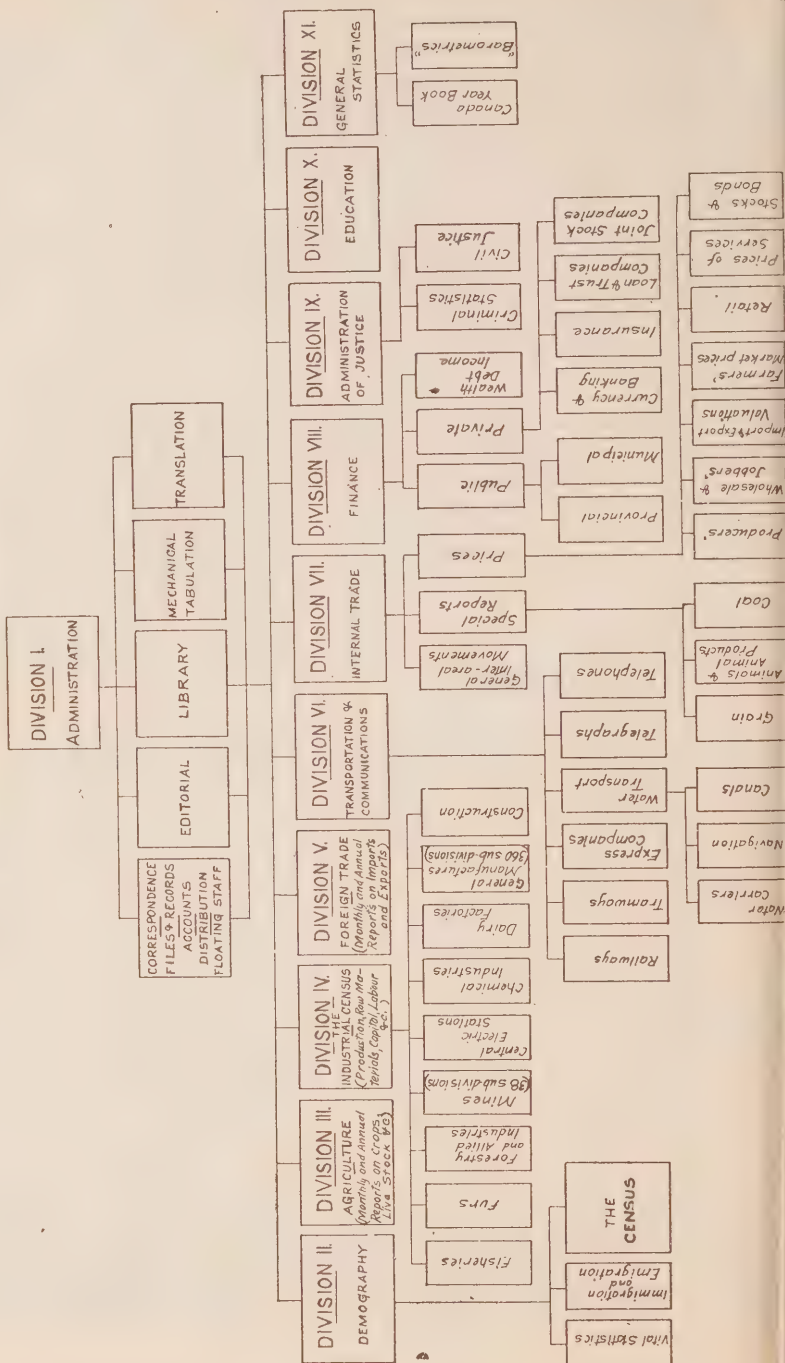 DIVISION I.
ADMINISTRATION
CORRESPONDENCE
FILES & RECORDS
ACCOUNTS
DISTRIBUTION
FLOATING STAFF
EDITORIAL
LIBRARY
MECHANICAL
TABULATION
TRANSLATION
DIVISION II.
DEMOGRAPHY
DIVISION III.
AGRICULTURE
(Monthly and Annual
Reports on Crops,
Live Stock &c)
DIVISION IV.
THE
INDUSTRIAL CENSUS
(Production, Raw Ma-
terials, Capital, Labour
&c.)
DIVISION V.
FOREIGN TRADE
(Monthly and Annual
Reports on Imports
and Exports)
DIVISION VI.
TRANSPORTATION &
COMMUNICATIONS
DIVISION VII.
INTERNAL TRADE
DIVISION VII.
FINANCE
DIVISION IX.
ADMINISTRATION
OF JUSTICE
DIVISION X.
EDUCATION
DIVISION XI.
GENERAL
STATISTICS
Vital Statistics
Immigration
and
Emigration
THE
CENSUS
Fisheries
Furs
Forestry
and Allied
Industries
Mines
(38 sub-divisions)
Central
Electric
Stations
Chemical
Industries
Dairy
Factories
General
Manufactures
(360 sub-divisions)
Construction
Railways
Tramways
Express
Companies
Water
Transport
Telegraphs
Telephones
Water
Carriers
Navigation
Canals
General
Inter-areal
Movements
Special
Reports
Prices
Grain
Animals &
Animal
Products
Coal
Producers'
Wholesale &
Jobbers'
Import & Export
Valuations
Farmers'
Market prices
Retail
Prices of
Services
Stocks &
Bonds
Public
Private
Wealth
Debt
Income
Provincial
Municipal
Currency &
Banking
Insurance
Loan & Trust
Companies
Joint Stock
Companies
Criminal
Statistics
Civil
Justice
Canada
Year Book
"Barometrics"